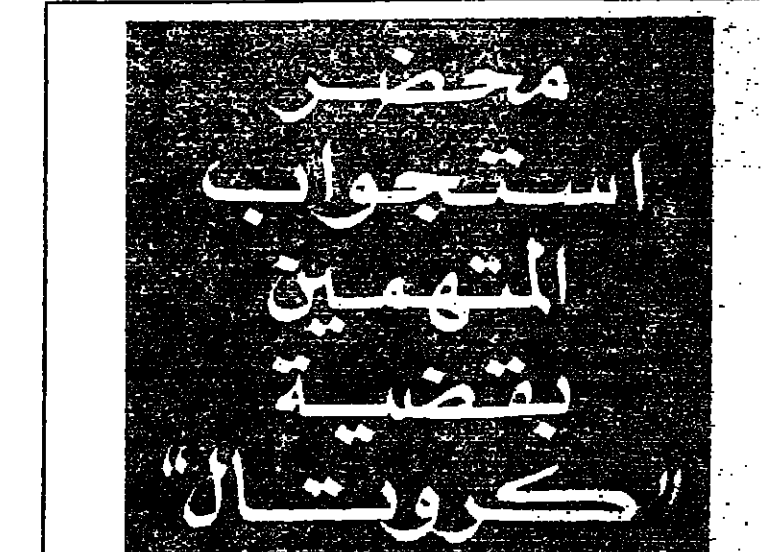 محضر
استجواب
المتهمين
بقضية
"كروتال"